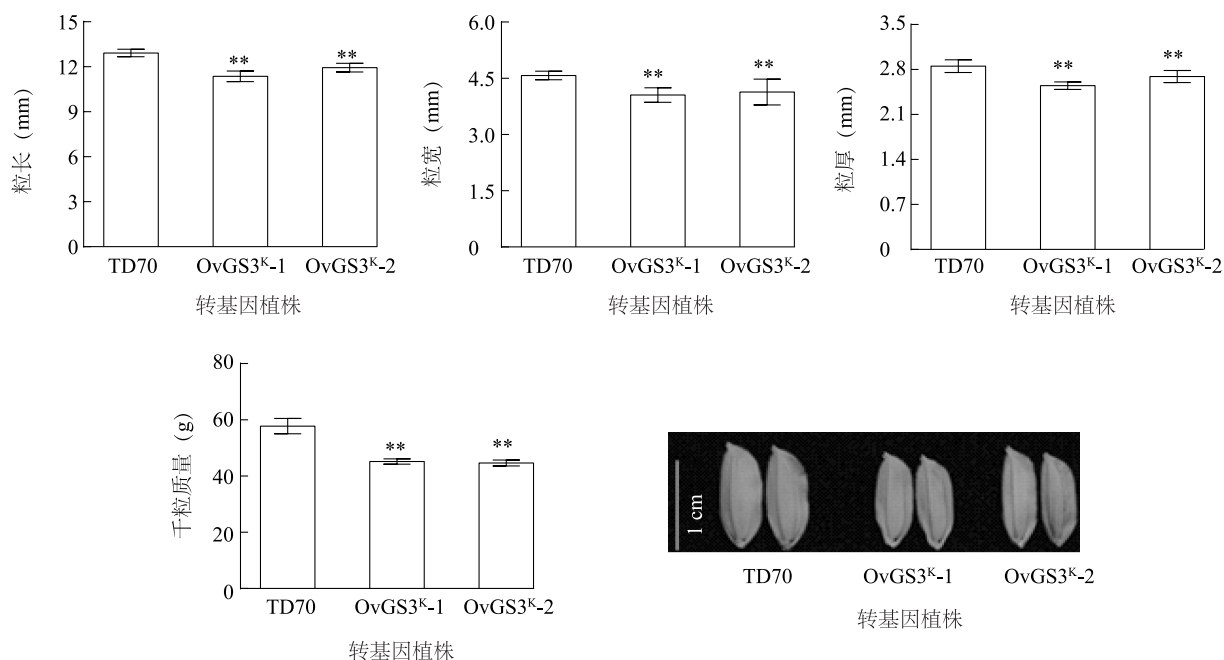 15
12
9
6
3
0
粒长 (mm)
**
**
TD70
OvGS3ᴷ-1
OvGS3ᴷ-2
转基因植株
6.0
4.5
3.0
1.5
0
粒宽 (mm)
**
**
TD70
OvGS3ᴷ-1
OvGS3ᴷ-2
转基因植株
3.5
2.8
2.1
1.4
0.7
0
粒厚 (mm)
**
**
TD70
OvGS3ᴷ-1
OvGS3ᴷ-2
转基因植株
80
60
40
20
0
千粒质量 (g)
**
**
TD70
OvGS3ᴷ-1
OvGS3ᴷ-2
转基因植株
1 cm
TD70
OvGS3ᴷ-1
OvGS3ᴷ-2
转基因植株